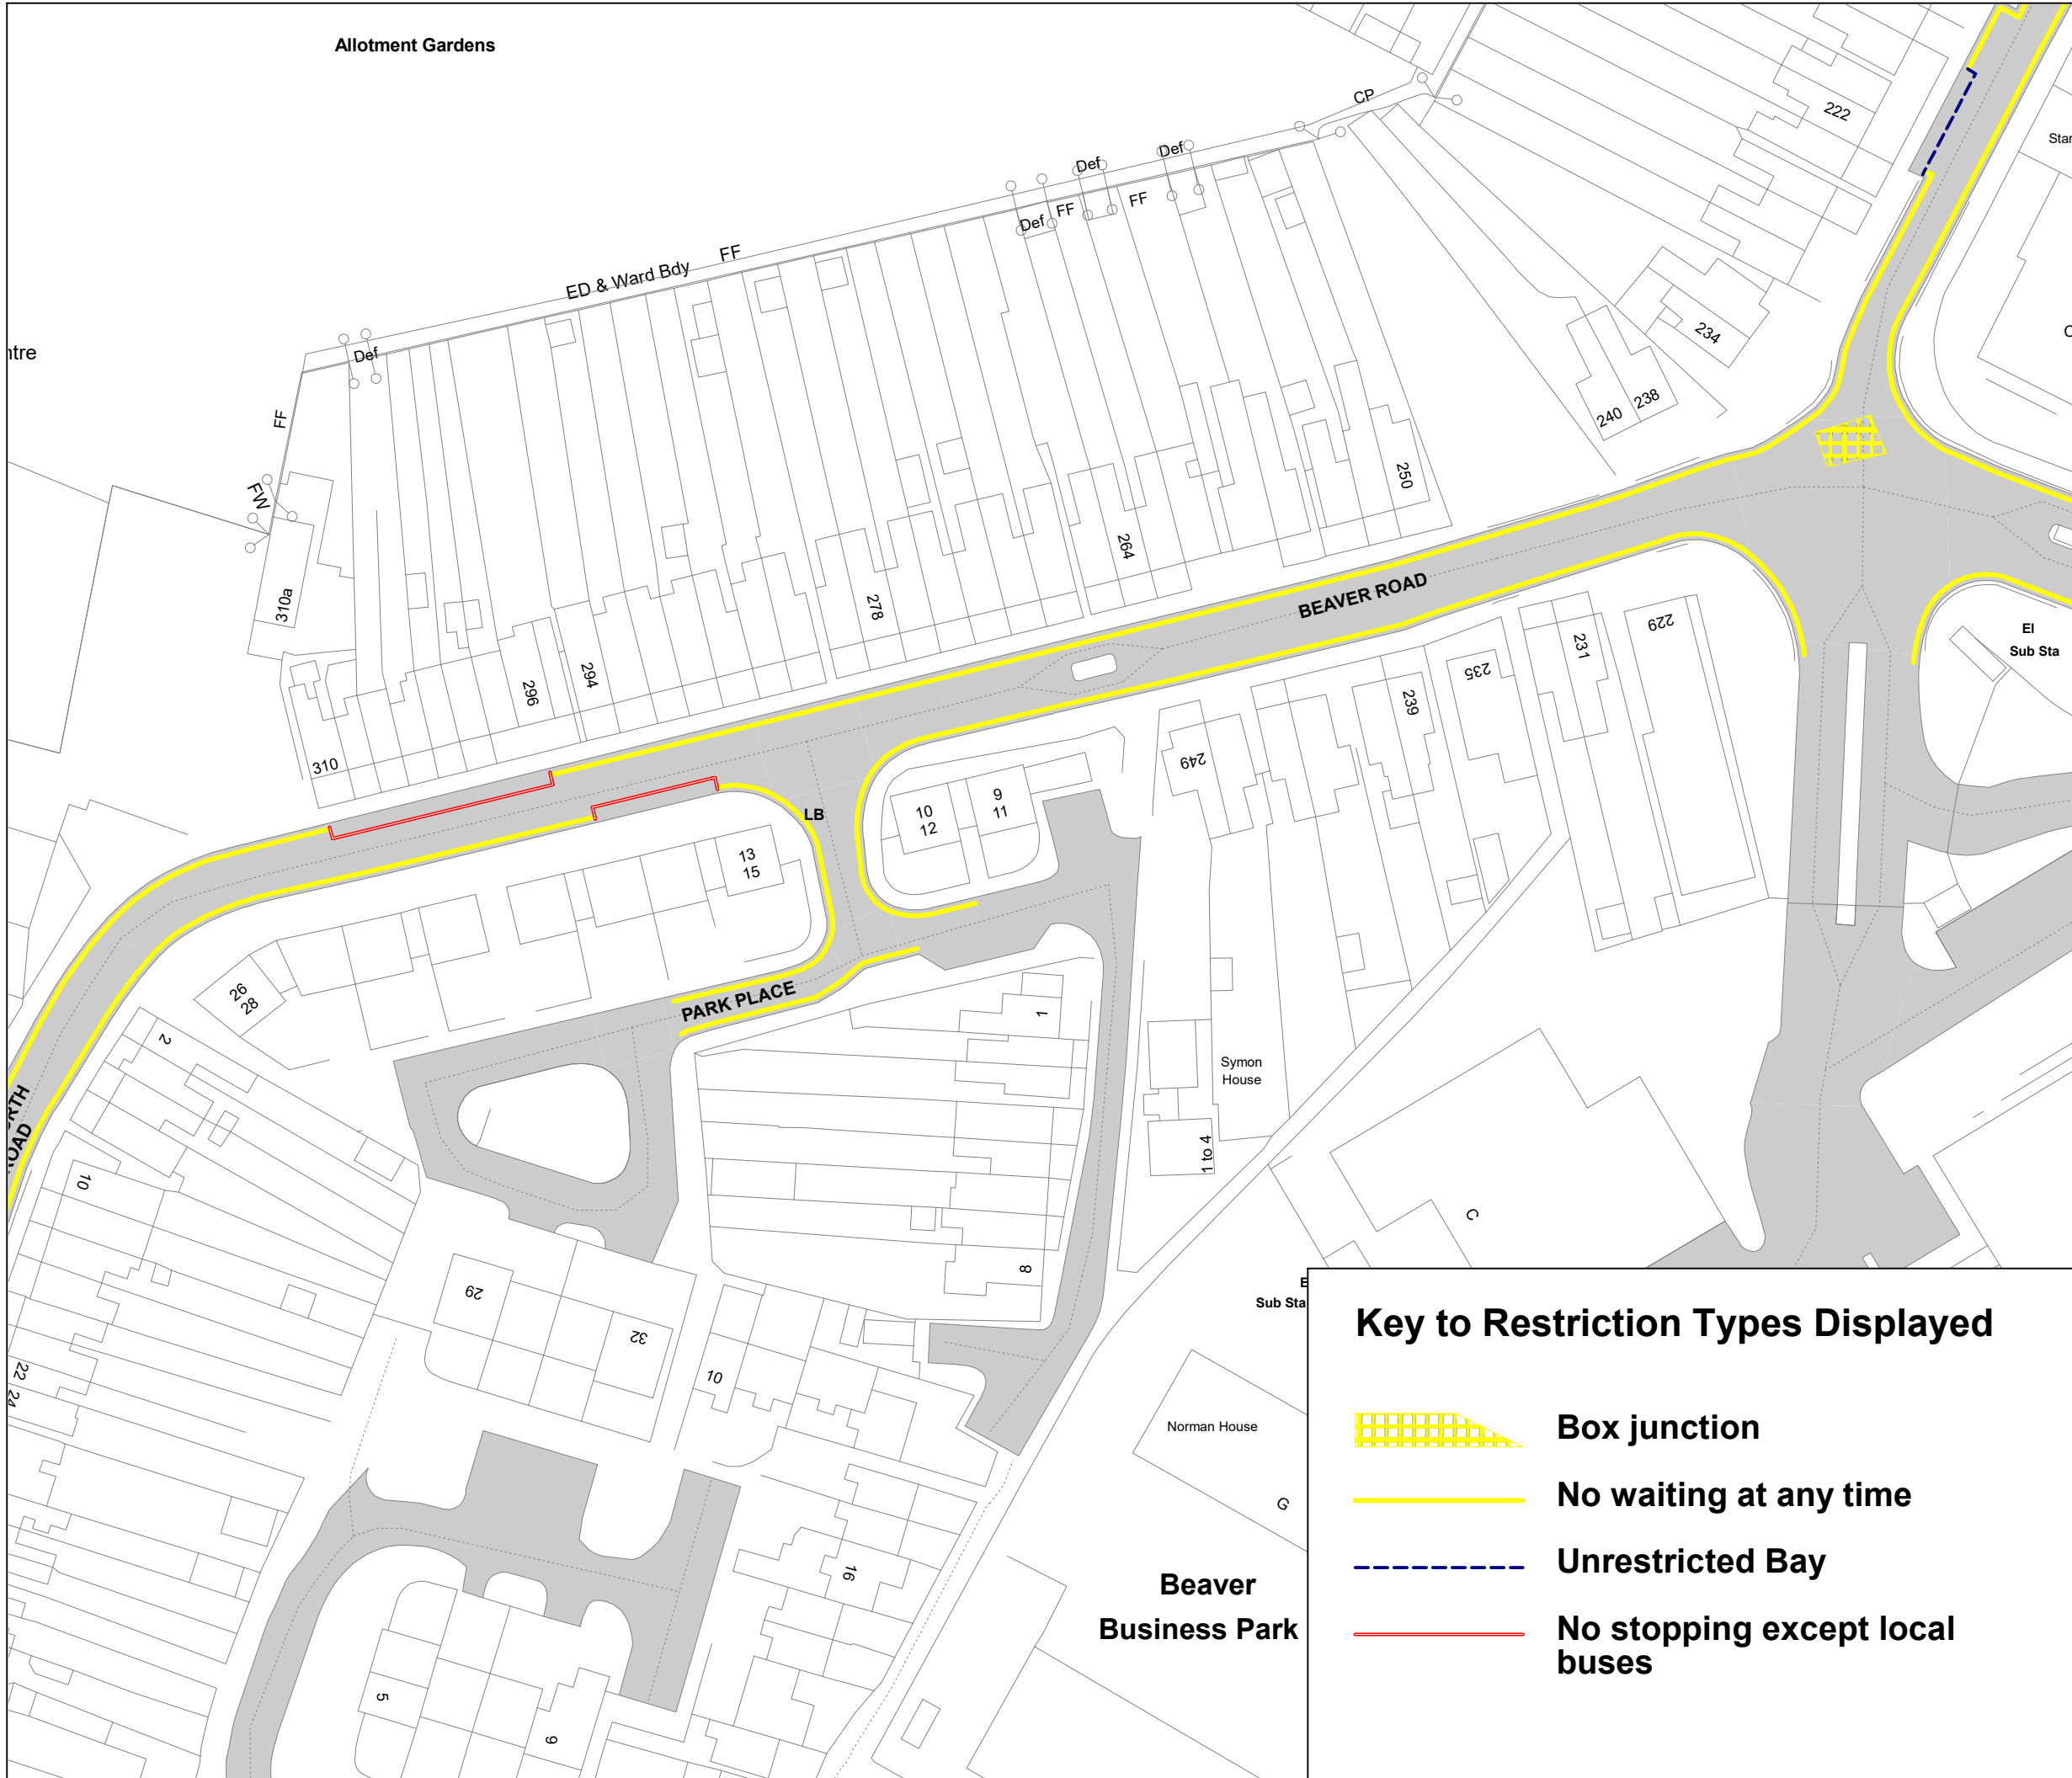 Allotment Gardens
CP
222
Def
Def
Def
FF
FF
FF
ED & Ward Bdy
ntre
Def
234
FF
240
238
250
FW
264
BEAVER ROAD
310a
278
229
231
El
Sub Sta
235
239
294
296
249
310
LB
10
12
9
11
13
15
26
28
PARK PLACE
1
2
Symon
House
ROAD
1 to 4
10
C
8
29
32
Sub Sta
Key to Restriction Types Displayed
10
22
24
Norman House
Box junction
G
No waiting at any time
16
Unrestricted Bay
Beaver
Business Park
No stopping except local
buses
5
9